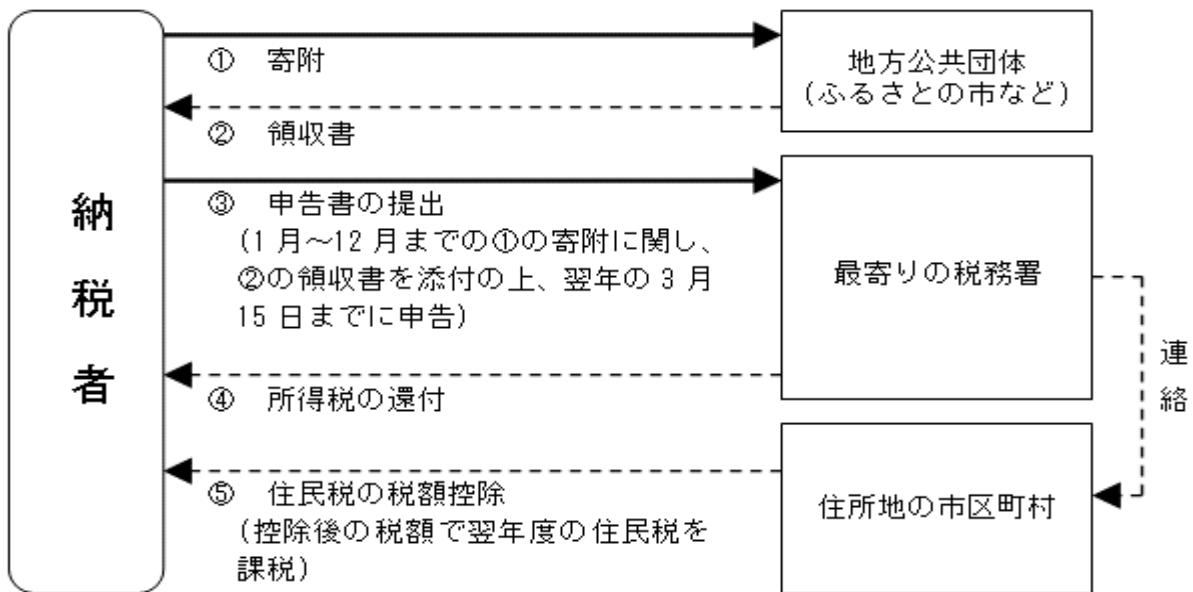 ① 寄附
地方公共団体
(ふるさとの市など)
② 領収書
納税者
③ 申告書の提出
(1月～12月までの①の寄附に関し、
②の領収書を添付の上、翌年の3月
15日までに申告)
最寄りの税務署
連絡
④ 所得税の還付
⑤ 住民税の税額控除
(控除後の税額で翌年度の住民税を
課税)
住所地の市区町村